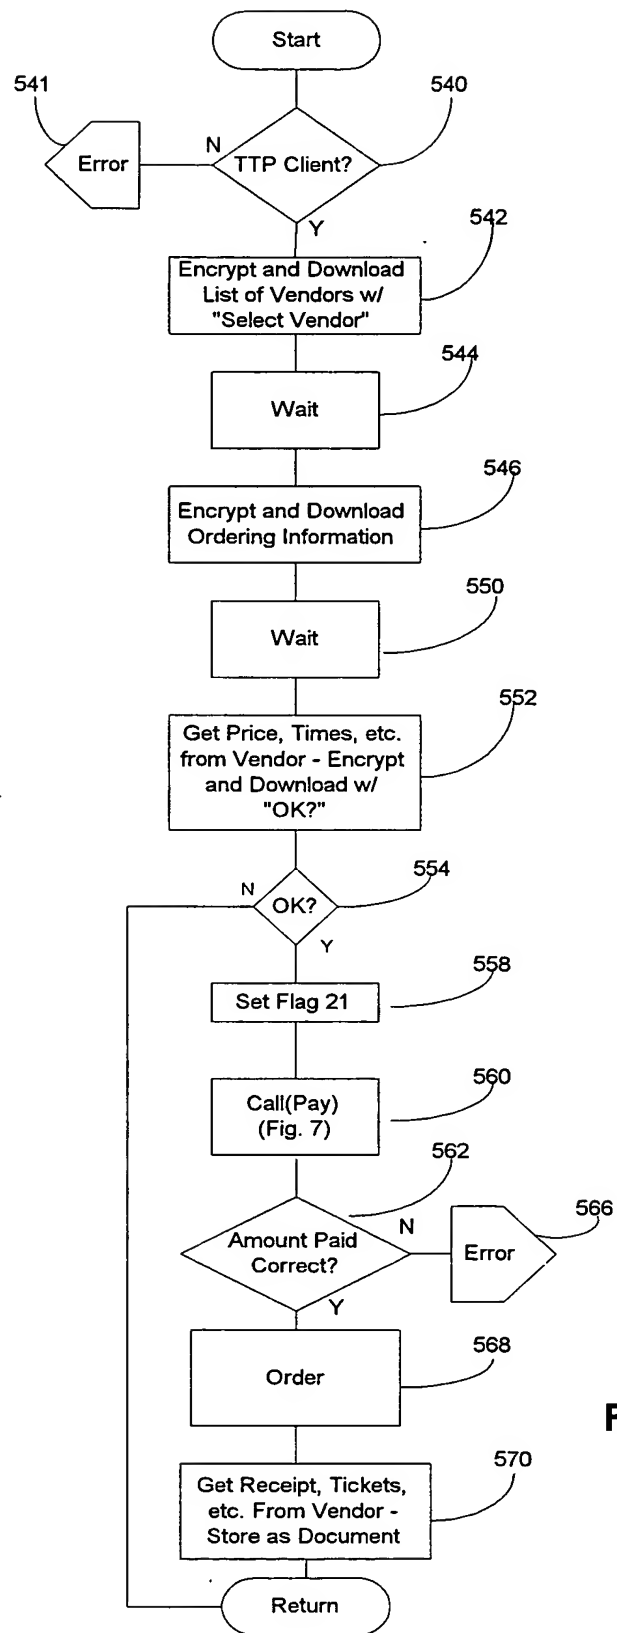 Start
541
540
N
TTP Client?
Error
Y
542
Encrypt and Download
List of Vendors w/
"Select Vendor"
544
Wait
546
Encrypt and Download
Ordering Information
550
Wait
552
Get Price, Times, etc.
from Vendor - Encrypt
and Download w/
"OK?"
554
N
OK?
Y
558
Set Flag 21
560
Call(Pay)
(Fig. 7)
562
566
N
Amount Paid
Correct?
Error
Y
568
Order
F
570
Get Receipt, Tickets,
etc. From Vendor -
Store as Document
Return